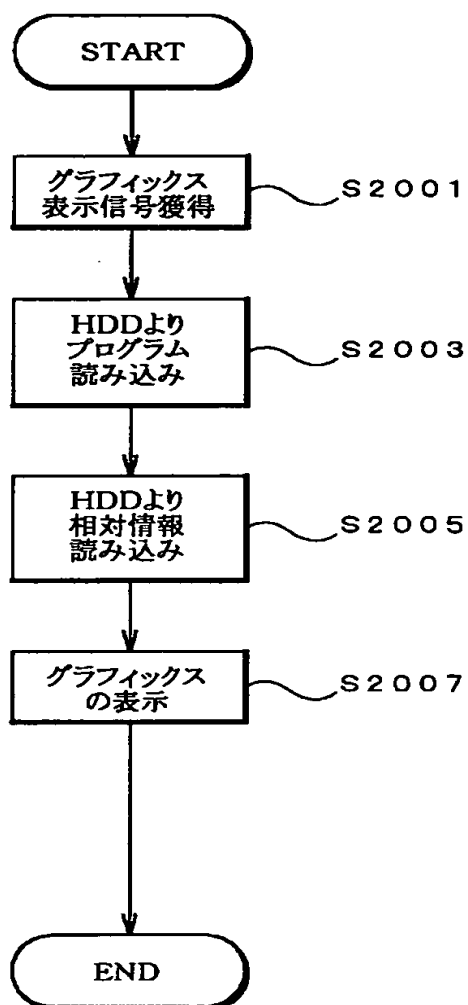 START
グラフィックス
表示信号獲得
S2001
HDDより
プログラム
読み込み
S2003
HDDより
相対情報
読み込み
S2005
グラフィックス
の表示
S2007
END